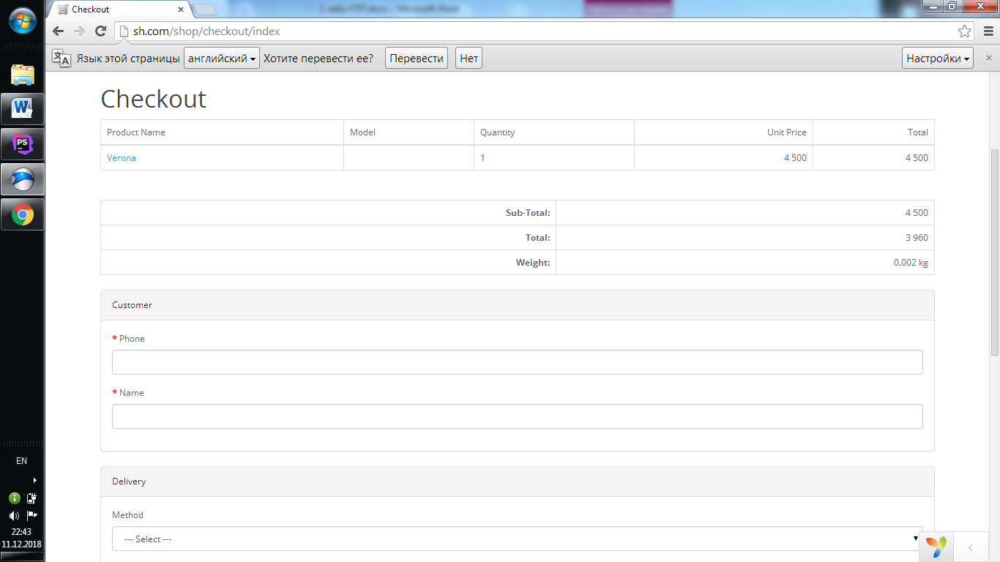 Checkout
sh.com/shop/checkout/index
Язык этой страницы английский Хотите перевести ее? Перевести Нет Настройки
Checkout
Product Name Model Quantity Unit Price Total
Verona 1 4 500 4 500
Sub-Total: 4 500
Total: 3 960
Weight: 0.002 kg
Customer
* Phone
* Name
Delivery
Method
--- Select ---
W
PS
EN
22:43
11.12.2018